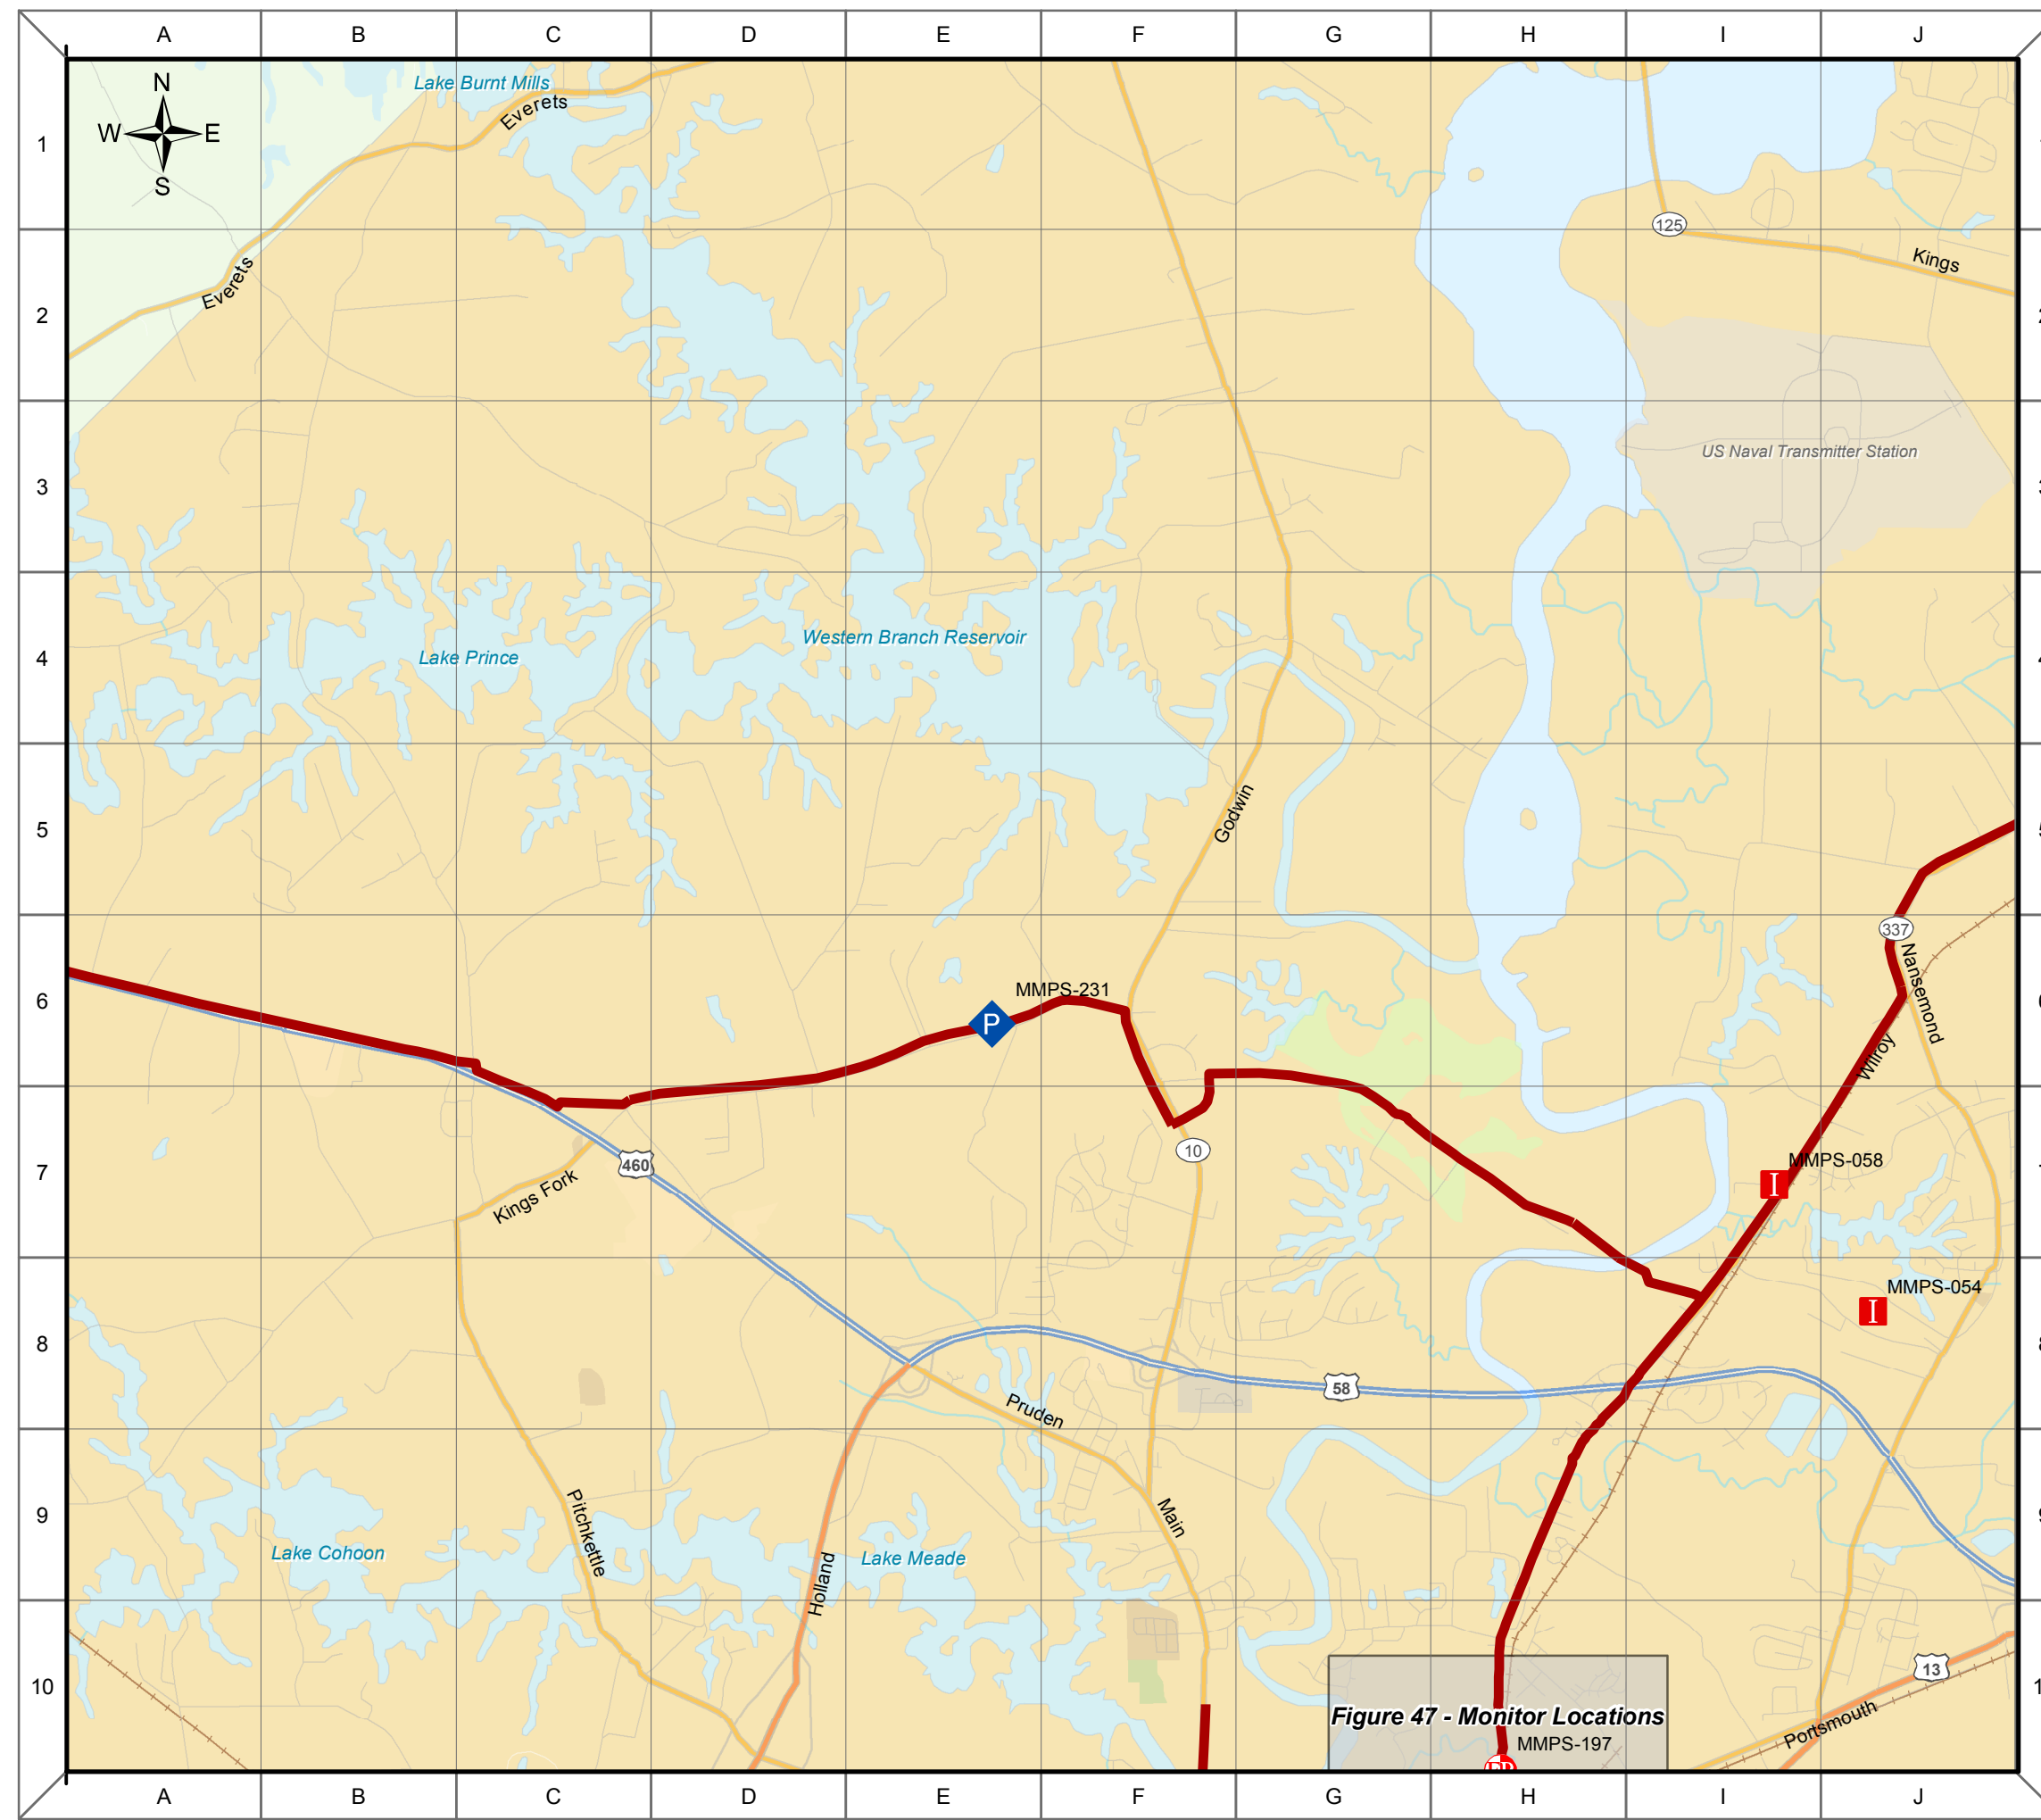 A B C D E F G H I J
N
W E
S
Lake Burnt Mills
Everets
1
125
Kings
Everets
2
US Naval Transmitter Station
3
Western Branch Reservoir
Lake Prince
4
Godwin
5
337
Nansemond
MMPS-231
P
6
Wilroy
10
MMPS-058
I
460
Kings Fork
7
MMPS-054
I
8
58
Pruden
Pitchkettle
Main
9
Lake Cohoon
Lake Meade
Holland
13
10
Portsmouth
Figure 47 - Monitor Locations
MMPS-197
A B C D E F G H I J